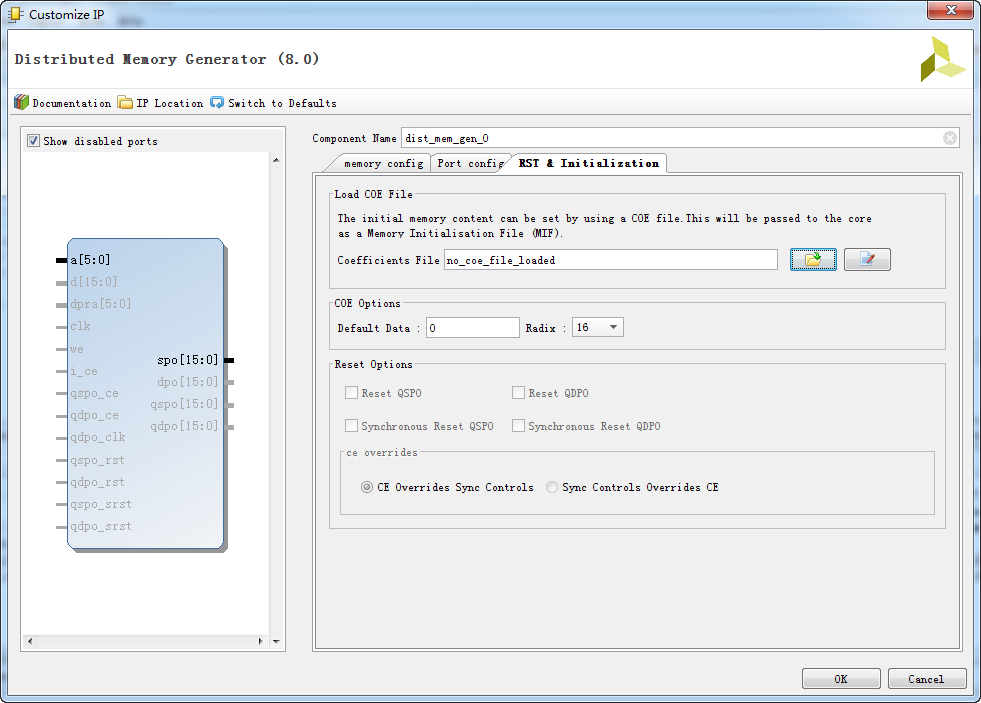 Customize IP
Distributed Memory Generator (8.0)
Documentation IP Location Switch to Defaults
Show disabled ports
a[5:0]
d[15:0]
dpra[5:0]
clk
we
i_ce
qspo_ce
qdpo_ce
qdpo_clk
qspo_rst
qdpo_rst
qspo_srst
qdpo_srst
spo[15:0]
dpo[15:0]
qspo[15:0]
qdpo[15:0]
Component Name dist_mem_gen_0
memory config Port config RST & Initialization
Load COE File
The initial memory content can be set by using a COE file.This will be passed to the core
as a Memory Initialisation File (MIF).
Coefficients File no_coe_file_loaded
COE Options
Default Data : 0 Radix : 16
Reset Options
Reset QSPO Reset QDPO
Synchronous Reset QSPO Synchronous Reset QDPO
ce overrides
CE Overrides Sync Controls Sync Controls Overrides CE
OK Cancel